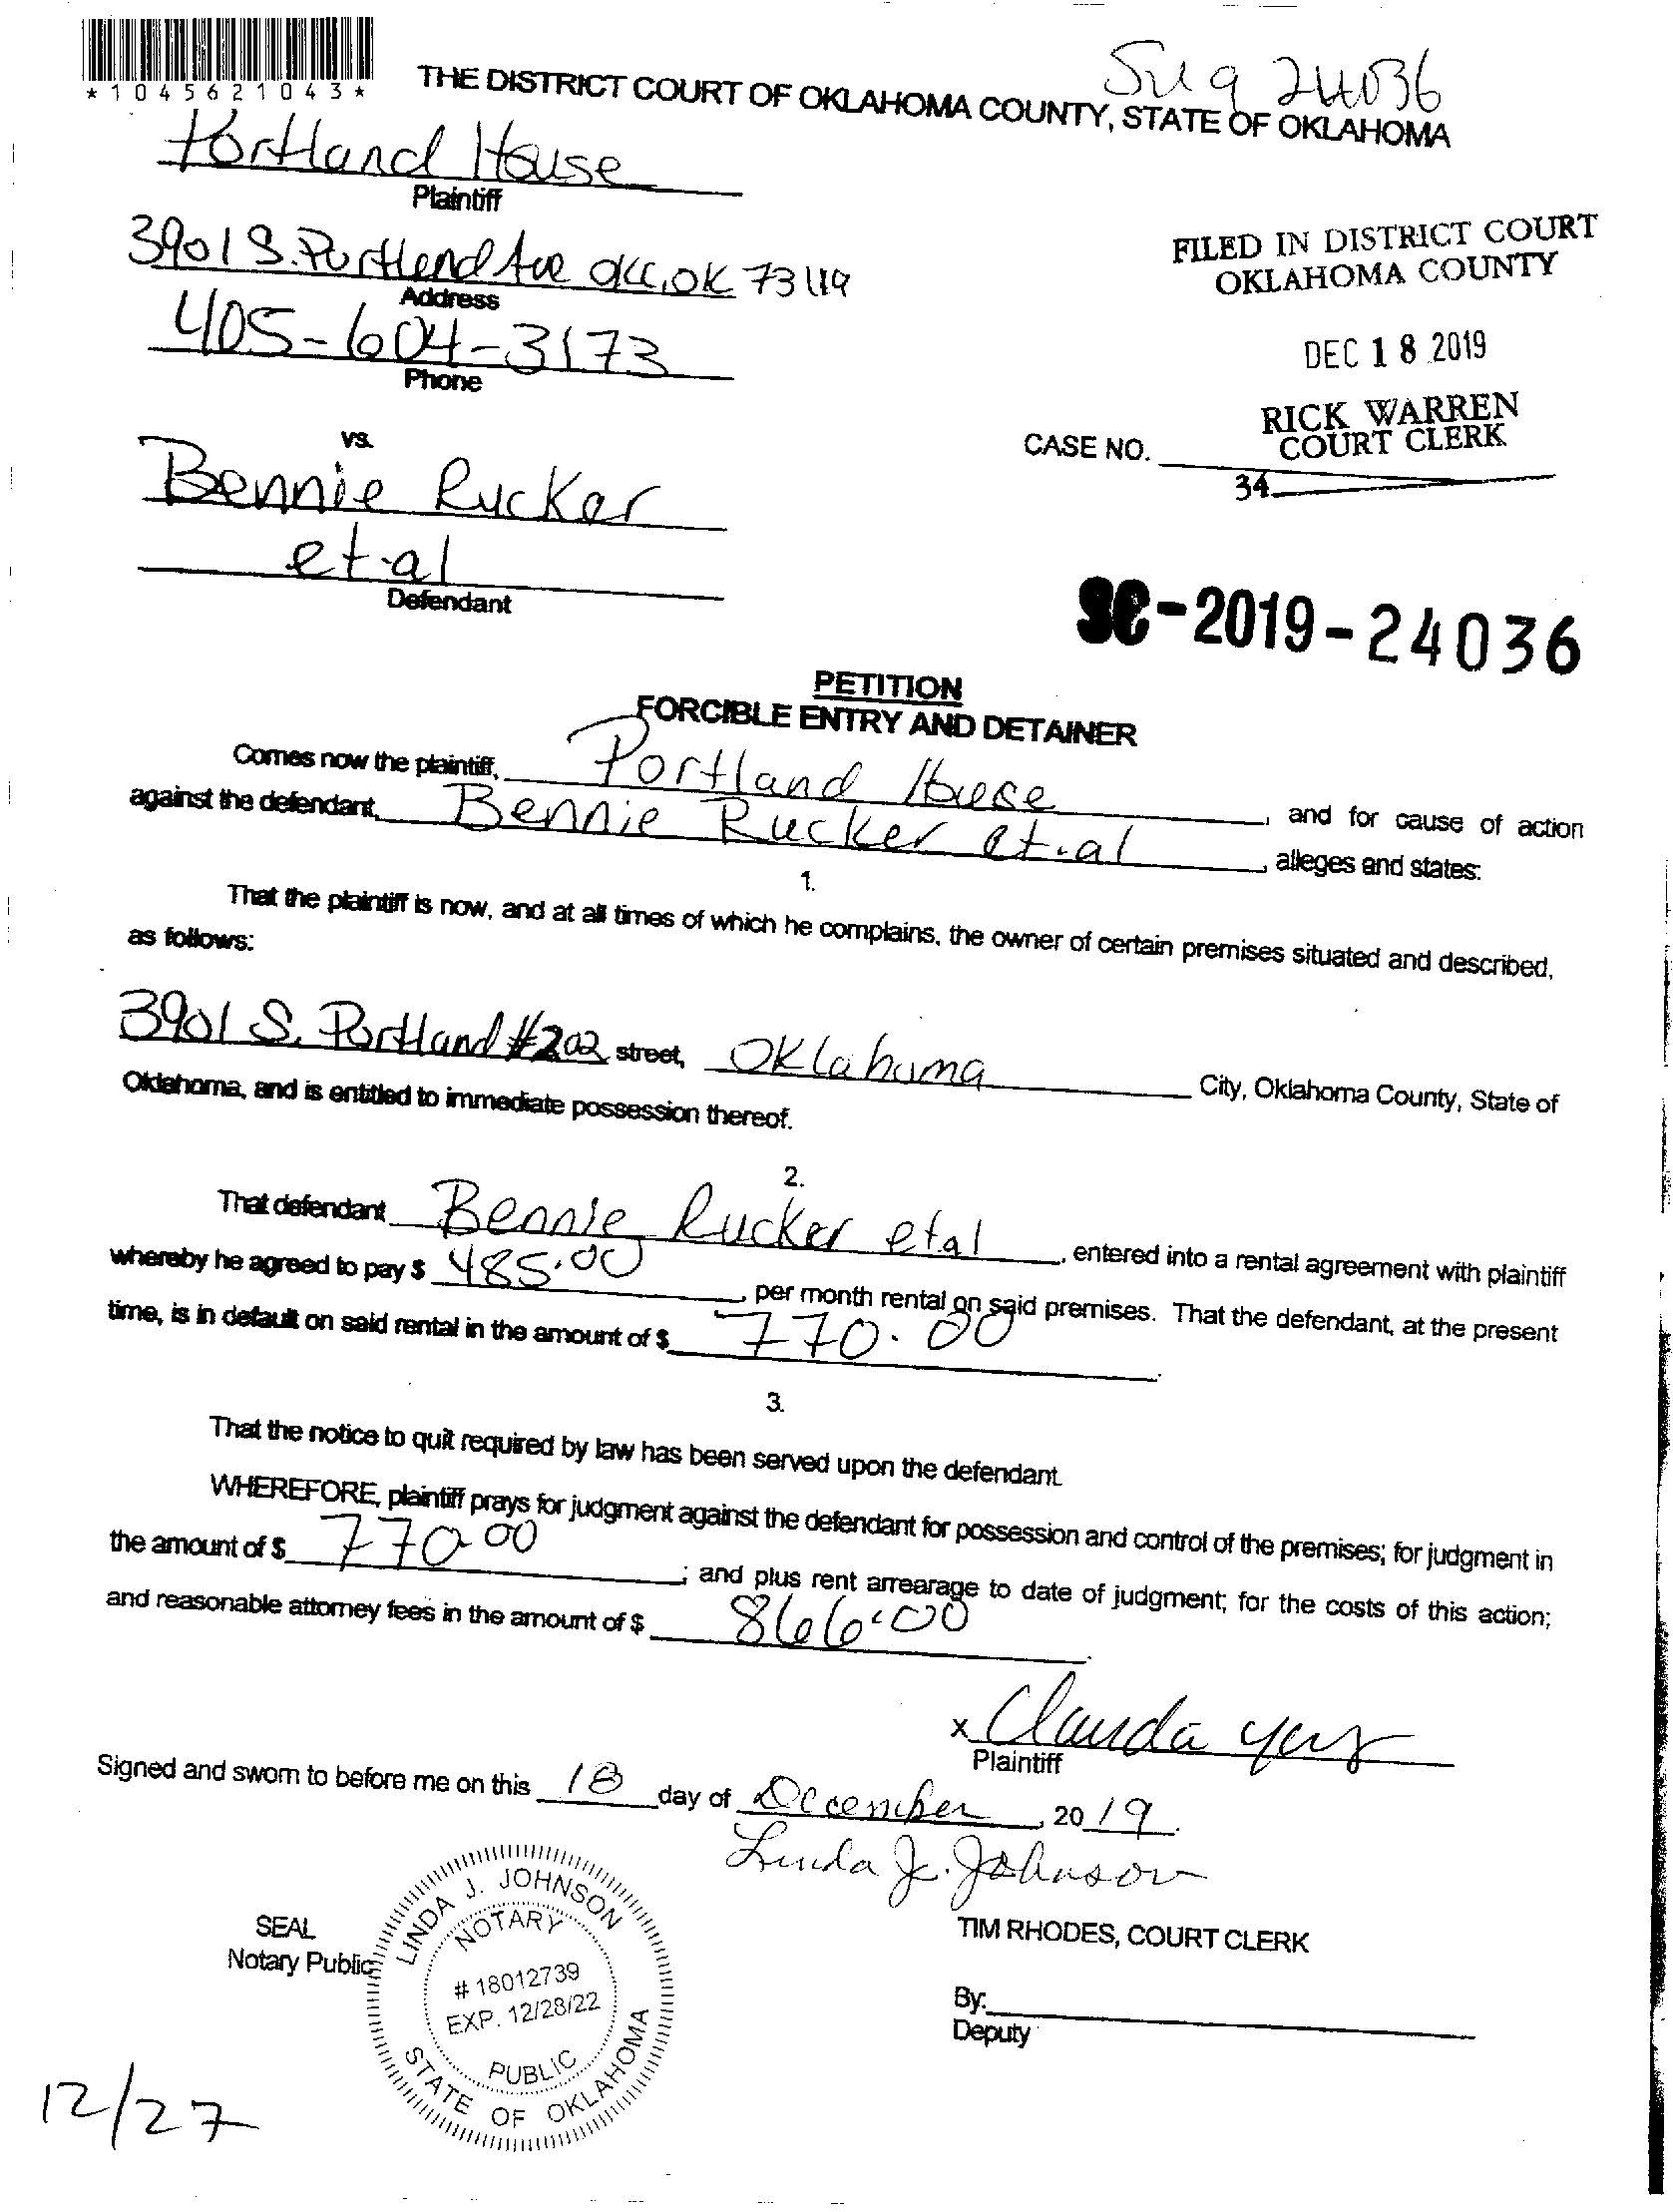 *1045621043*
THE DISTRICT COURT OF OKLAHOMA COUNTY, STATE OF OKLAHOMA
24036
Portland House
Plaintiff
3901 S. Portland Ave OKC, OK 73119
Address
405-604-3173
Phone
FILED IN DISTRICT COURT
OKLAHOMA COUNTY
DEC 18 2019
RICK WARREN
COURT CLERK
34
CASE NO.
vs.
Bennie Rucker
et-al
Defendant
SC-2019-24036
PETITION
FORCIBLE ENTRY AND DETAINER
Comes now the plaintiff, Portland House, and for cause of action
against the defendant, Bennie Rucker et.al, alleges and states:
1.
That the plaintiff is now, and at all times of which he complains, the owner of certain premises situated and described,
as follows:
3901 S. Portland #202 street, Oklahoma City, Oklahoma County, State of
Oklahoma, and is entitled to immediate possession thereof.
2.
That defendant Bennie Rucker etal, entered into a rental agreement with plaintiff
whereby he agreed to pay $ 485.00, per month rental on said premises. That the defendant, at the present
time, is in default on said rental in the amount of $ 770.00.
3.
That the notice to quit required by law has been served upon the defendant.
WHEREFORE, plaintiff prays for judgment against the defendant for possession and control of the premises; for judgment in
the amount of $ 770.00; and plus rent arrearage to date of judgment; for the costs of this action;
and reasonable attorney fees in the amount of $ 866.00.
x Clauda
Plaintiff
Signed and sworn to before me on this 18 day of December, 2019.
Linda J. Johnson
SEAL
Notary Public
LINDA J. JOHNSON
NOTARY
# 18012739
EXP. 12/28/22
PUBLIC
STATE OF OKLAHOMA
TIM RHODES, COURT CLERK
By:
Deputy
12/27